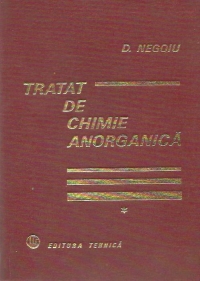 D. NEGOIU
TRATAT
DE
CHIMIE
ANORGANICĂ
*
EDITURA TEHNICĂ